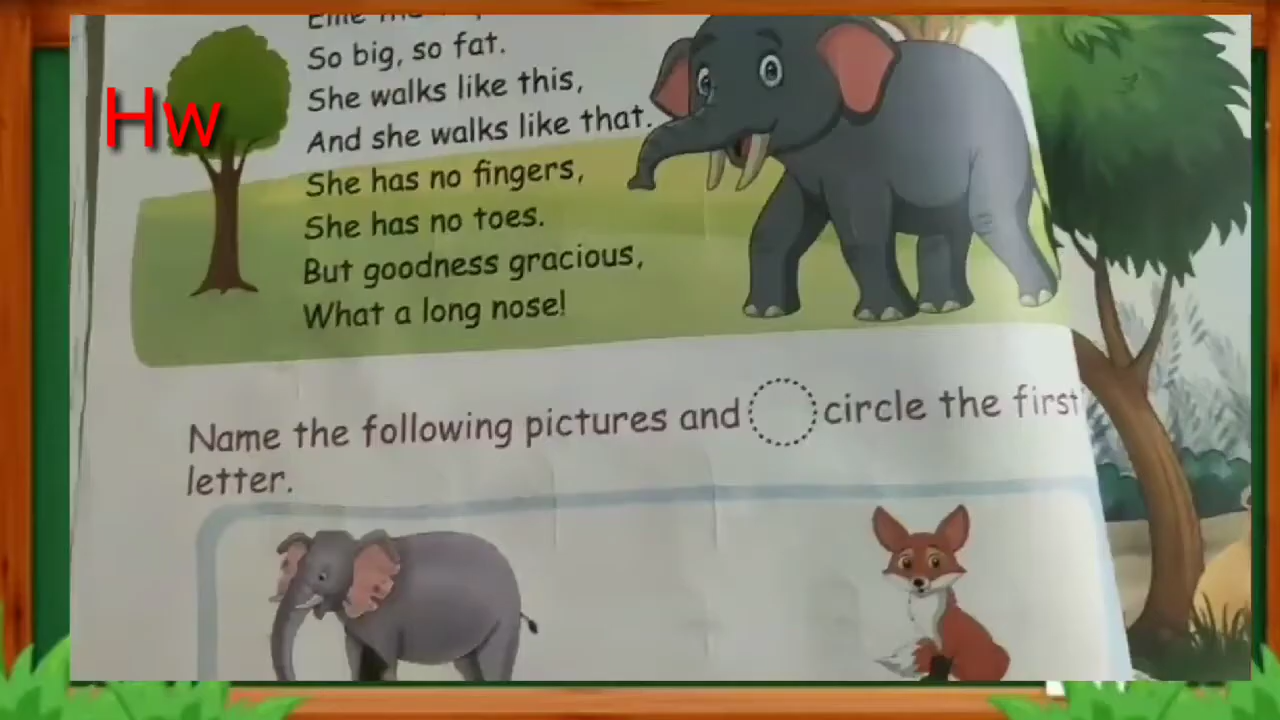 So big, so fat.
She walks like this,
And she walks like that.
She has no fingers,
She has no toes.
But goodness gracious,
What a long nose!
Hw
Name the following pictures and circle the first
letter.